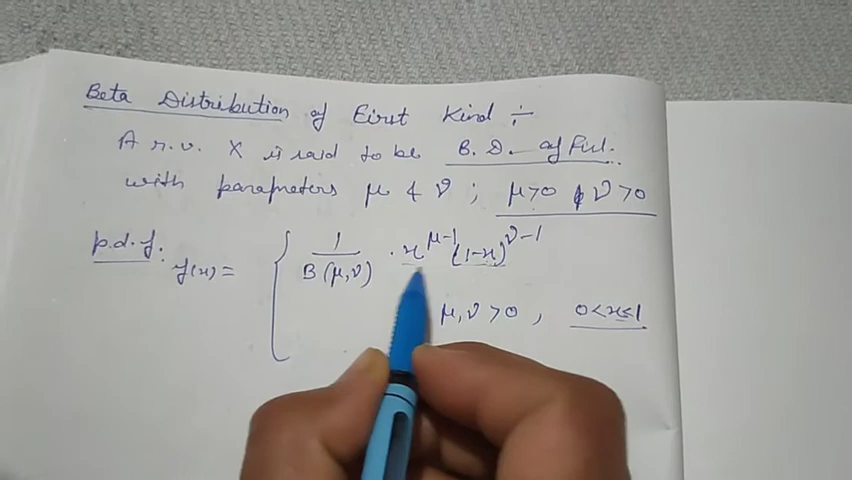 Beta Distribution of First Kind ÷
A r.v. X is said to be B.D. of
with parameters μ & ν ; μ>0 & ν>0
p.d.f. f(x) = { 1/B(μ,ν) · x^(μ-1) (1-x)^(ν-1)
μ,ν >0 , 0<x≤1